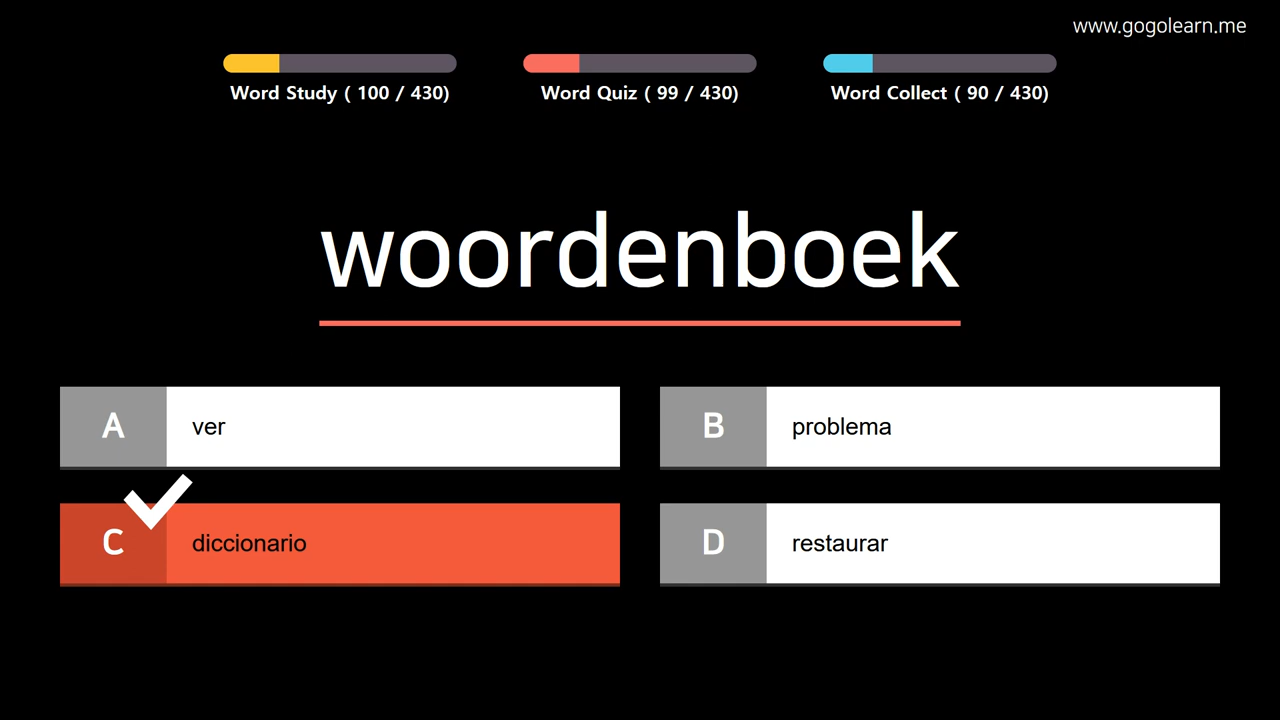 www.gogolearn.me
Word Study ( 100 / 430)
Word Quiz ( 99 / 430)
Word Collect ( 90 / 430)
woordenboek
A
ver
B
problema
C
diccionario
D
restaurar